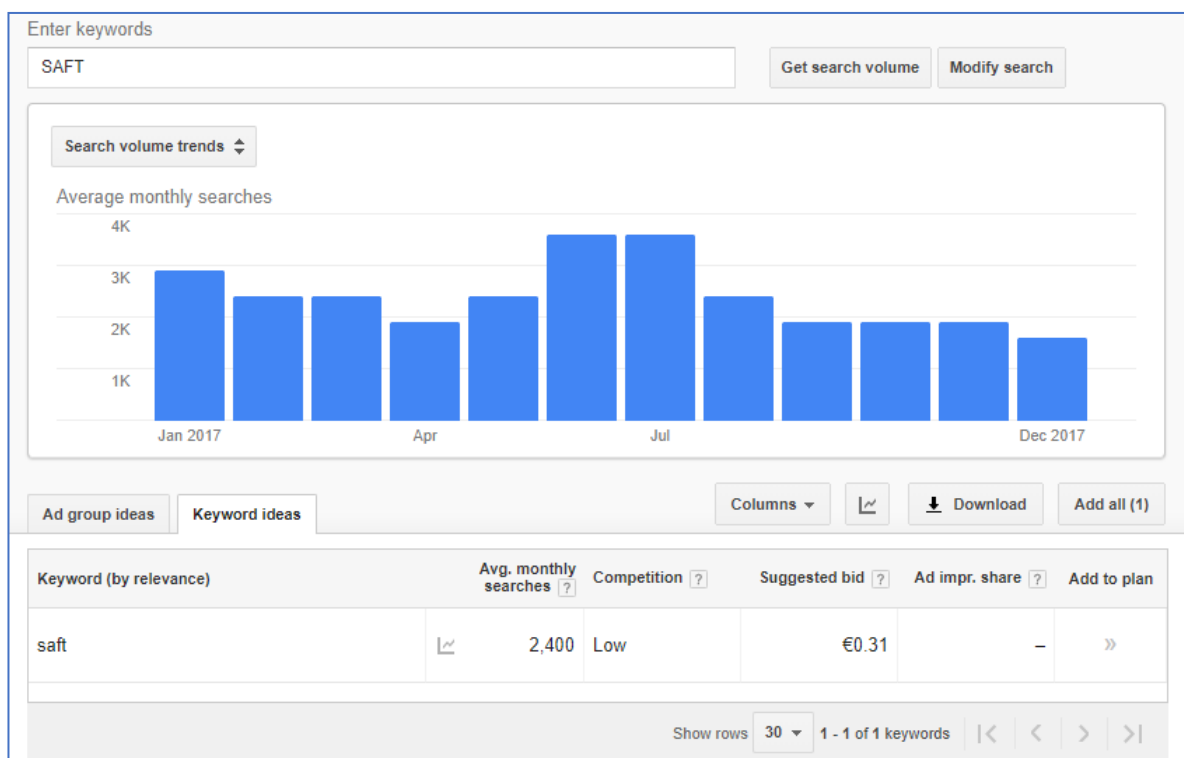 Enter keywords
SAFT
Get search volume
Modify search
Search volume trends
Average monthly searches
4K
3K
2K
1K
Jan 2017 Apr Jul Dec 2017
Ad group ideas
Keyword ideas
Columns
Download
Add all (1)
Keyword (by relevance)
Avg. monthly
searches ?
Competition ?
Suggested bid ?
Ad impr. share ?
Add to plan
saft 2,400 Low €0.31 – »
Show rows 30 1 - 1 of 1 keywords